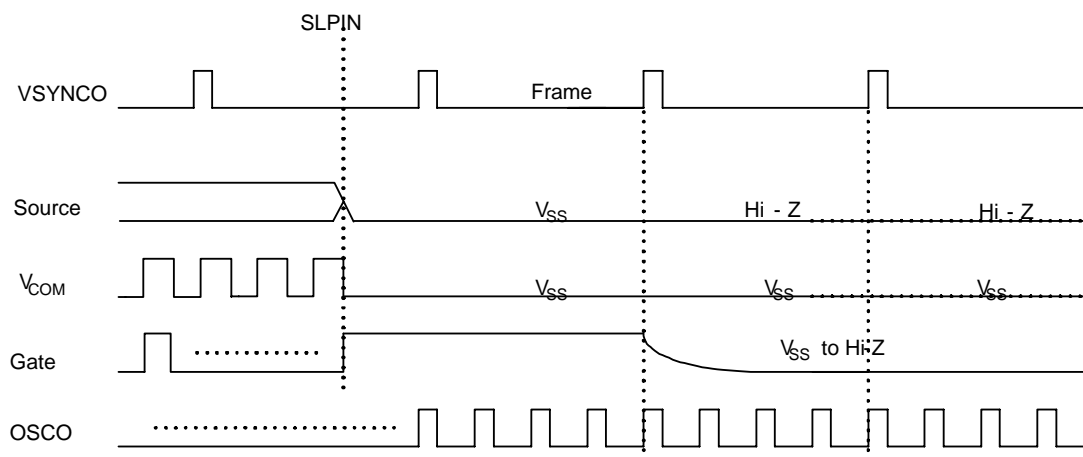 SLPIN
VSYNCO
Frame
Source
VSS
Hi - Z
Hi - Z
VCOM
VSS
VSS
VSS
Gate
VSS to Hi-Z
OSCO